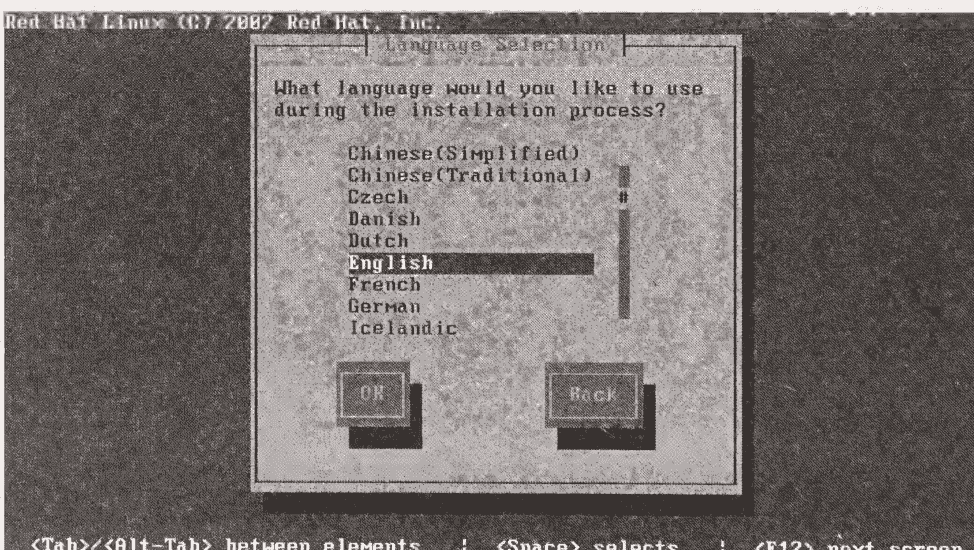 Red Hat Linux (C) 2002 Red Hat, Inc.
Language Selection
What language would you like to use
during the installation process?
Chinese(Simplified)
Chinese(Traditional)
Czech
#
Danish
Dutch
English
French
German
Icelandic
OK
Back
<Tab>/<Alt-Tab> between elements | <Space> selects | <F12> next screen